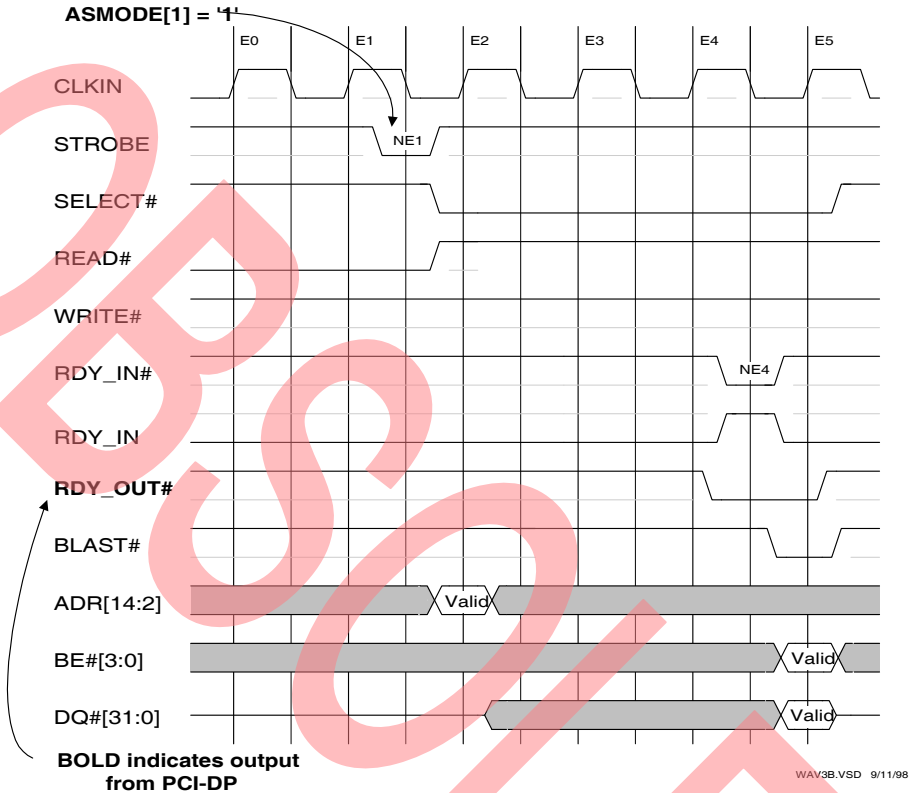 ASMODE[1] = '1'
E0 E1 E2 E3 E4 E5
CLKIN
STROBE NE1
SELECT#
READ#
WRITE#
RDY_IN# NE4
RDY_IN
RDY_OUT#
BLAST#
ADR[14:2] Valid
BE#[3:0] Valid
DQ#[31:0] Valid
BOLD indicates output
from PCI-DP
WAV3B.VSD 9/11/98